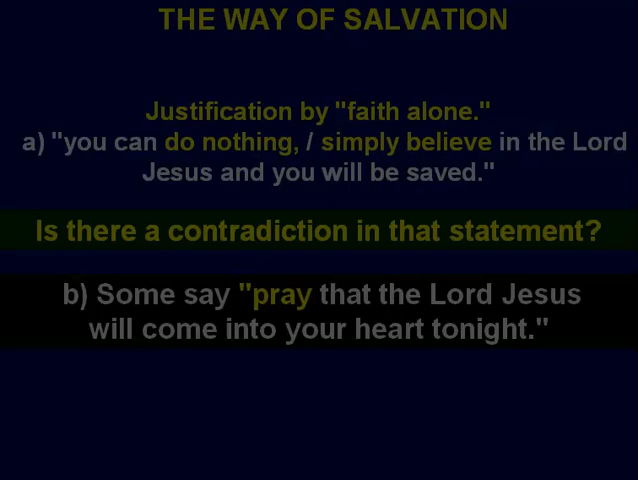 THE WAY OF SALVATION
Justification by "faith alone."
a) "you can do nothing, / simply believe in the Lord
Jesus and you will be saved."
Is there a contradiction in that statement?
b) Some say "pray that the Lord Jesus
will come into your heart tonight."